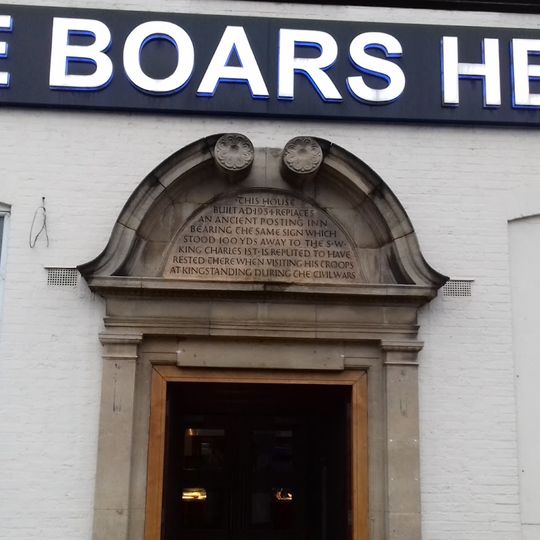 E BOARS HE
THIS HOUSE
BUILT A.D 1934 REPLACES
AN ANCIENT POSTING INN
BEARING THE SAME SIGN WHICH
STOOD 100 YDS AWAY TO THE S·W·
KING CHARLES IST·IS REPUTED TO HAVE
RESTED THERE WHEN VISITING HIS TROOPS
AT KINGSTANDING DURING THE CIVIL WARS